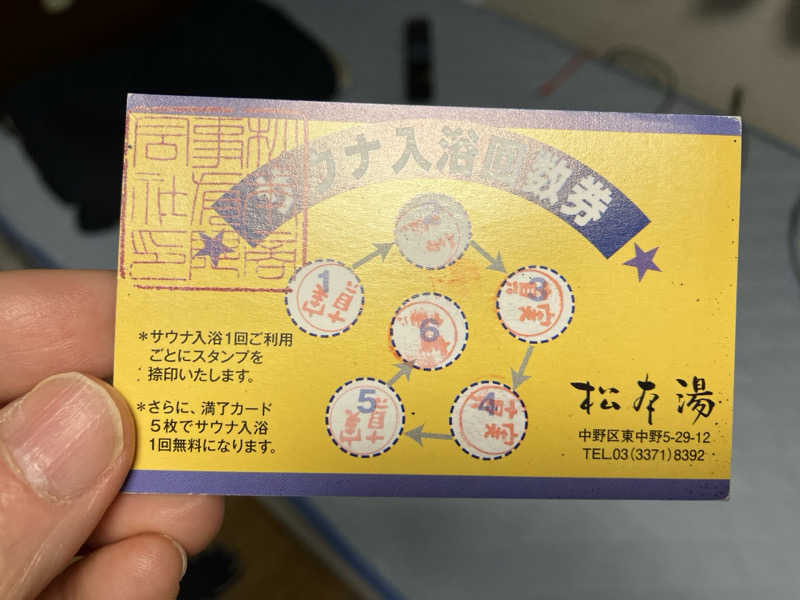 サウナ入浴回数券
1
3
6
5
4
＊サウナ入浴1回ご利用
ごとにスタンプを
捺印いたします。
＊さらに、満了カード
5枚でサウナ入浴
1回無料になります。
松本湯
中野区東中野5-29-12
TEL.03(3371)8392